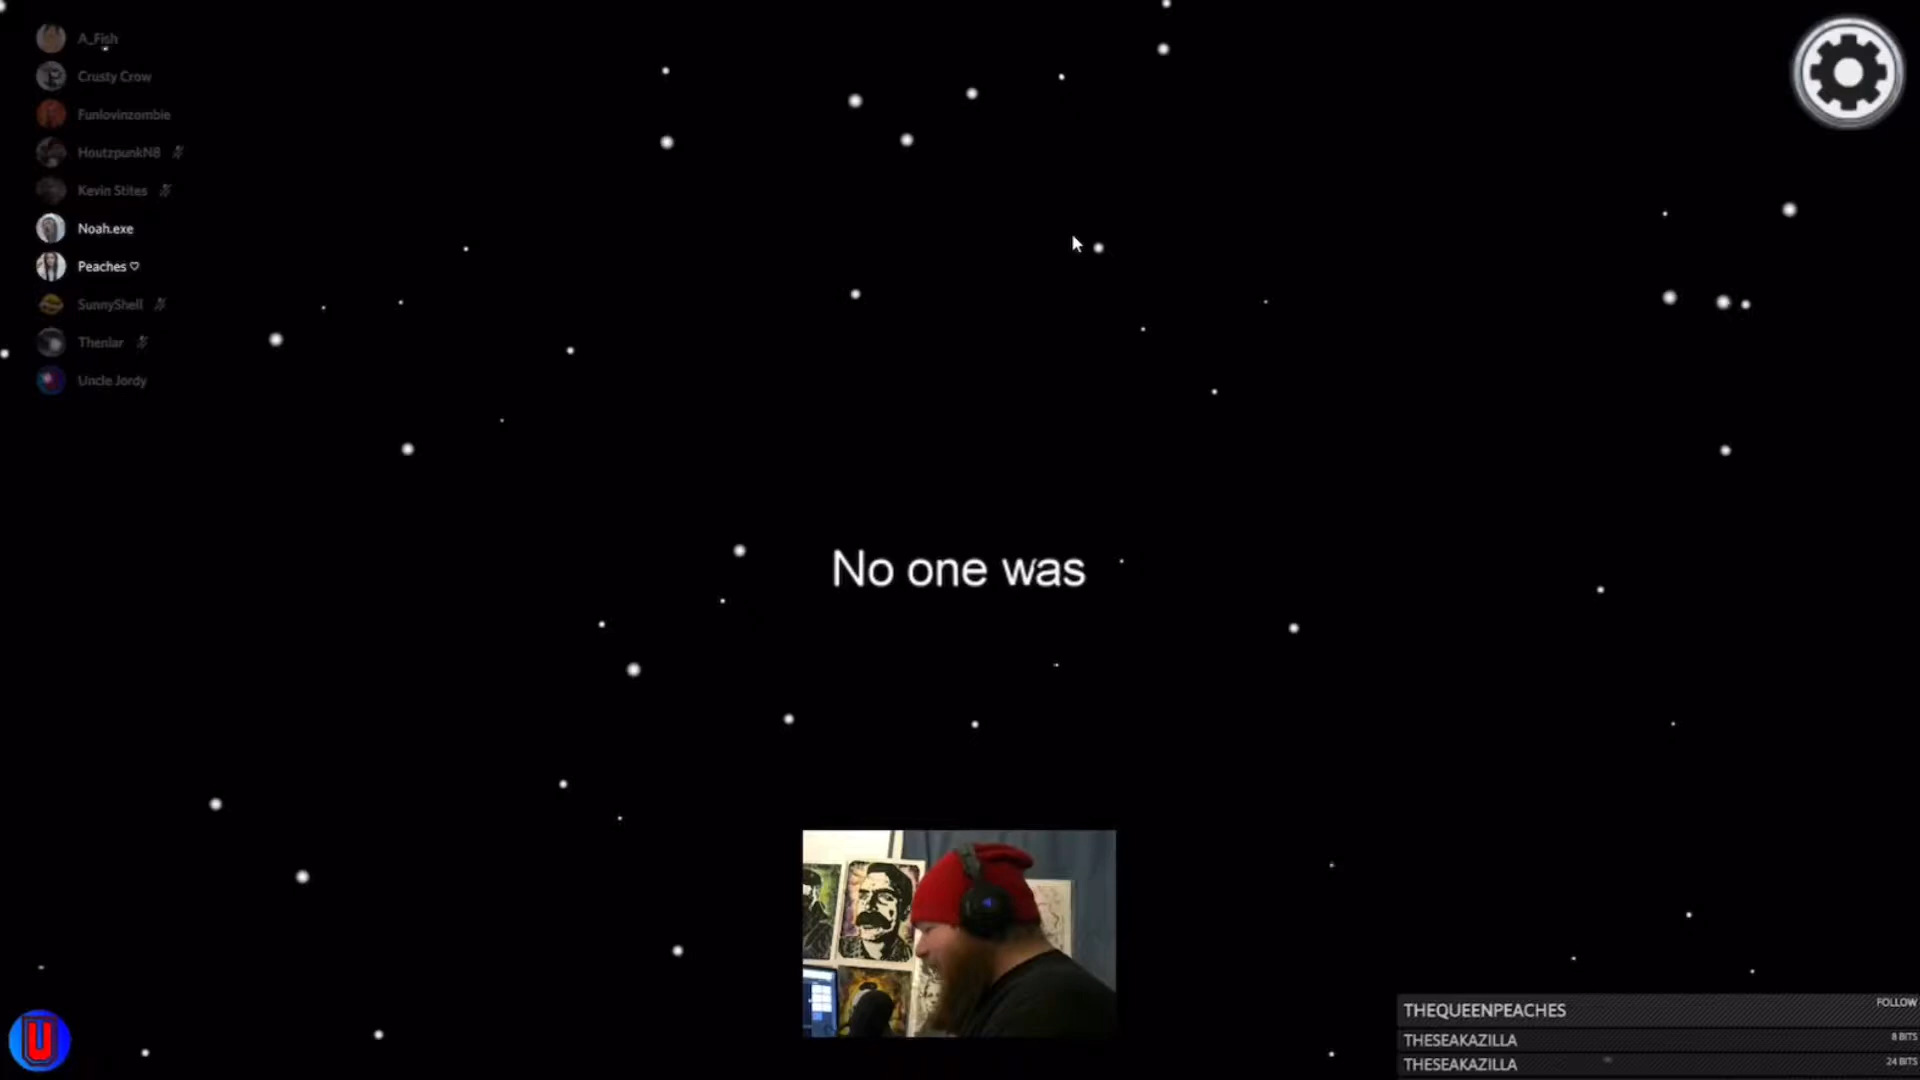 A_Fish
Crusty Crow
Funlovinzombie
HoutzpunkN8
Kevin Stites
Noah.exe
Peaches ♡
SunnyShell
Thenlar
Uncle Jordy
No one was
U
THEQUEENPEACHES FOLLOW
THESEAKAZILLA 8 BITS
THESEAKAZILLA 24 BITS